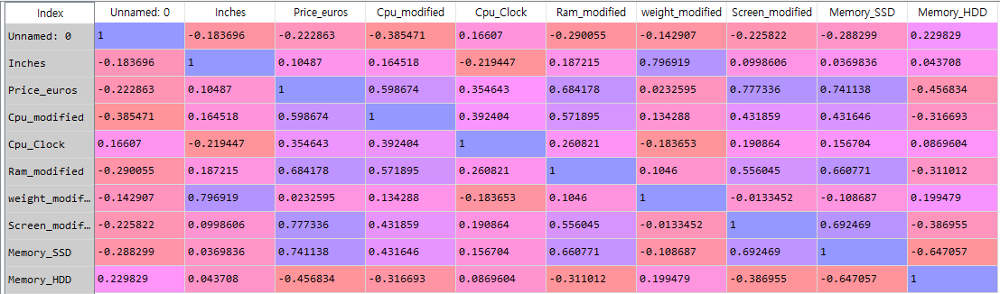 Index Unnamed: 0 Inches Price_euros Cpu_modified Cpu_Clock Ram_modified weight_modified Screen_modified Memory_SSD Memory_HDD
Unnamed: 0 1 -0.183696 -0.222863 -0.385471 0.16607 -0.290055 -0.142907 -0.225822 -0.288299 0.229829
Inches -0.183696 1 0.10487 0.164518 -0.219447 0.187215 0.796919 0.0998606 0.0369836 0.043708
Price_euros -0.222863 0.10487 1 0.598674 0.354643 0.684178 0.0232595 0.777336 0.741138 -0.456834
Cpu_modified -0.385471 0.164518 0.598674 1 0.392404 0.571895 0.134288 0.431859 0.431646 -0.316693
Cpu_Clock 0.16607 -0.219447 0.354643 0.392404 1 0.260821 -0.183653 0.190864 0.156704 0.0869604
Ram_modified -0.290055 0.187215 0.684178 0.571895 0.260821 1 0.1046 0.556045 0.660771 -0.311012
weight_modif… -0.142907 0.796919 0.0232595 0.134288 -0.183653 0.1046 1 -0.0133452 -0.108687 0.199479
Screen_modif… -0.225822 0.0998606 0.777336 0.431859 0.190864 0.556045 -0.0133452 1 0.692469 -0.386955
Memory_SSD -0.288299 0.0369836 0.741138 0.431646 0.156704 0.660771 -0.108687 0.692469 1 -0.647057
Memory_HDD 0.229829 0.043708 -0.456834 -0.316693 0.0869604 -0.311012 0.199479 -0.386955 -0.647057 1